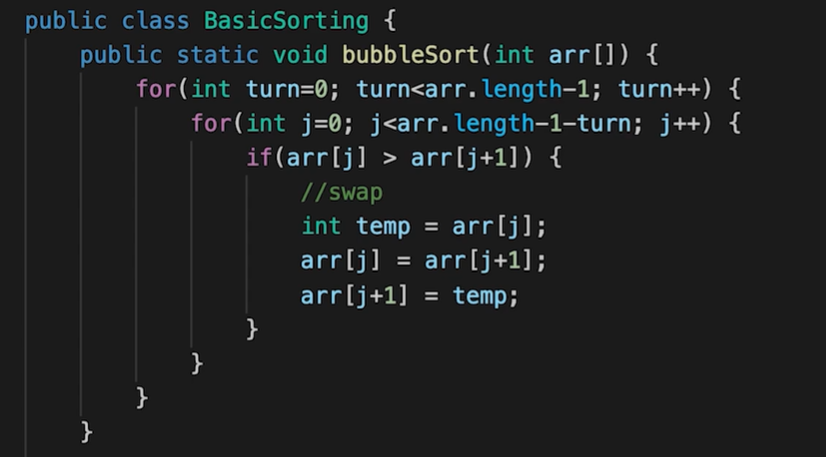 public class BasicSorting {
    public static void bubbleSort(int arr[]) {
        for(int turn=0; turn<arr.length-1; turn++) {
            for(int j=0; j<arr.length-1-turn; j++) {
                if(arr[j] > arr[j+1]) {
                    //swap
                    int temp = arr[j];
                    arr[j] = arr[j+1];
                    arr[j+1] = temp;
                }
            }
        }
    }